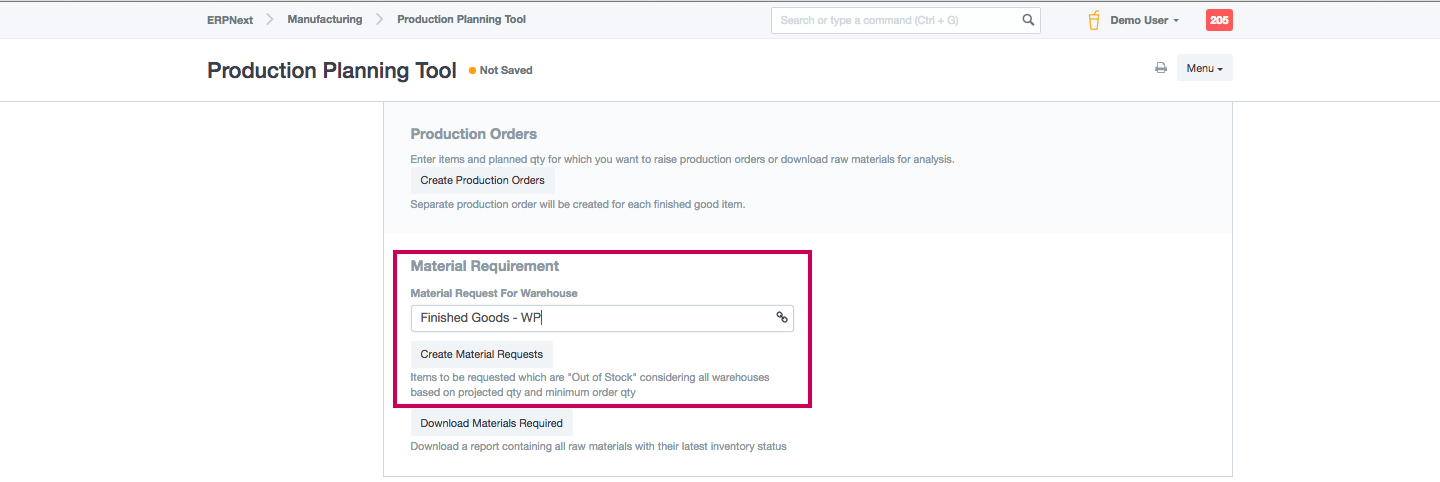 ERPNext Manufacturing Production Planning Tool Search or type a command (Ctrl + G) Demo User 205
Production Planning Tool Not Saved Menu
Production Orders
Enter items and planned qty for which you want to raise production orders or download raw materials for analysis.
Create Production Orders
Separate production order will be created for each finished good item.
Material Requirement
Material Request For Warehouse
Finished Goods - WP
Create Material Requests
Items to be requested which are "Out of Stock" considering all warehouses
based on projected qty and minimum order qty
Download Materials Required
Download a report containing all raw materials with their latest inventory status